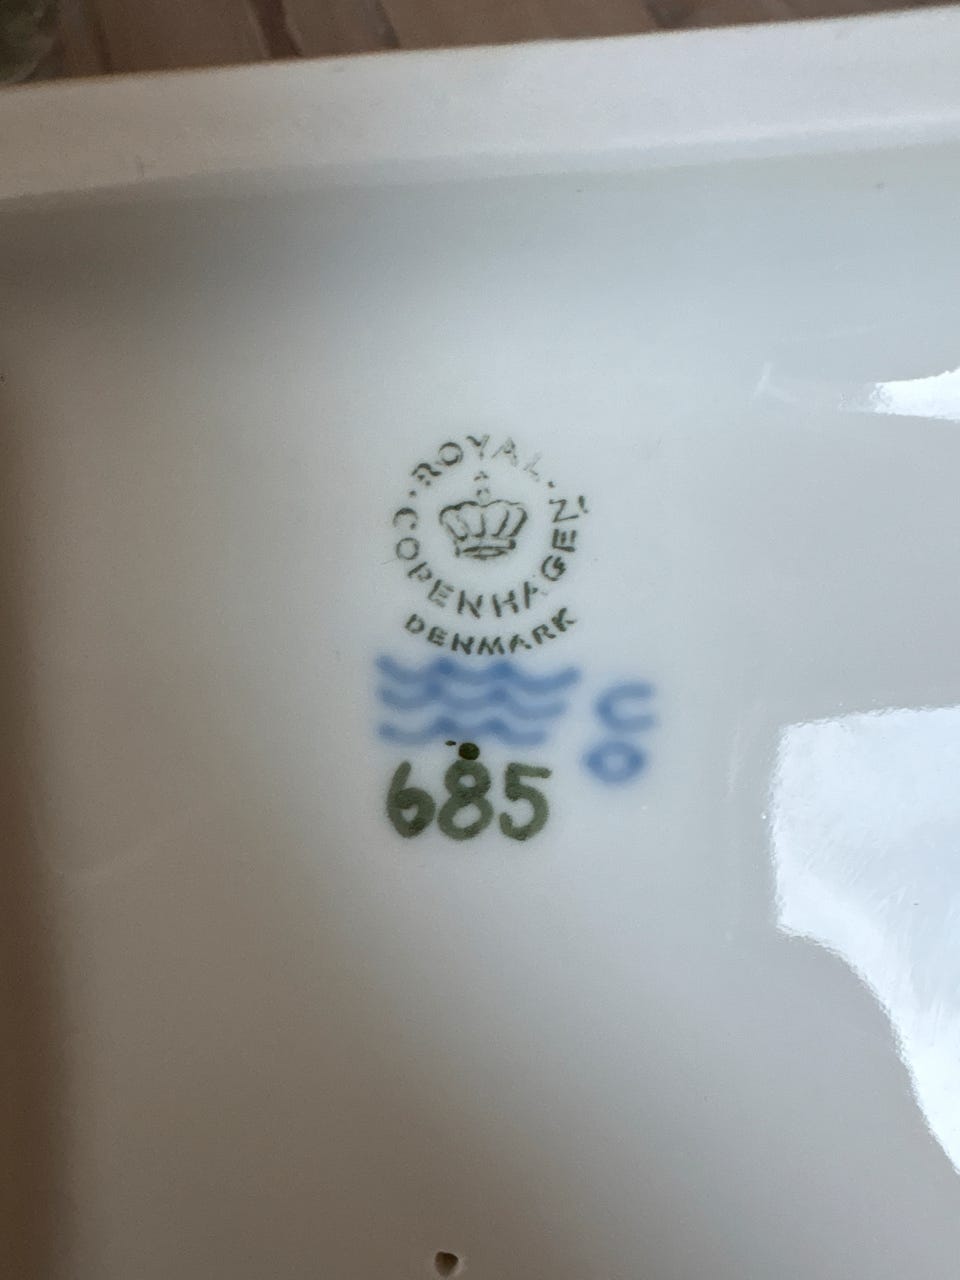 · ROYAL ·
COPENHAGEN
DENMARK
685